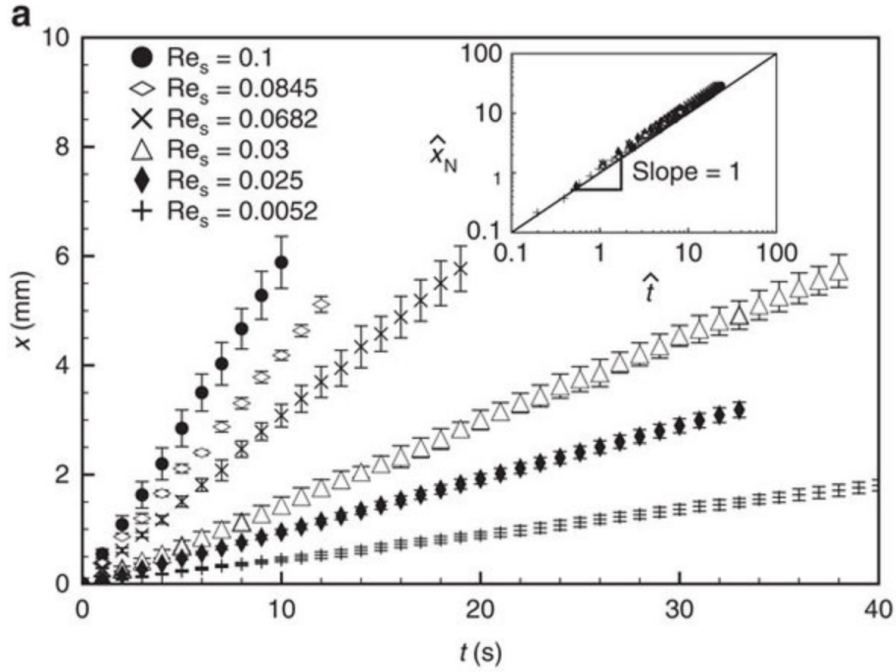 a
Re_s = 0.1
Re_s = 0.0845
Re_s = 0.0682
Re_s = 0.03
Re_s = 0.025
Re_s = 0.0052
10
8
6
4
2
0
x (mm)
0 10 20 30 40
t (s)
100
10
1
0.1
x̂_N
Slope = 1
0.1 1 10 100
t̂